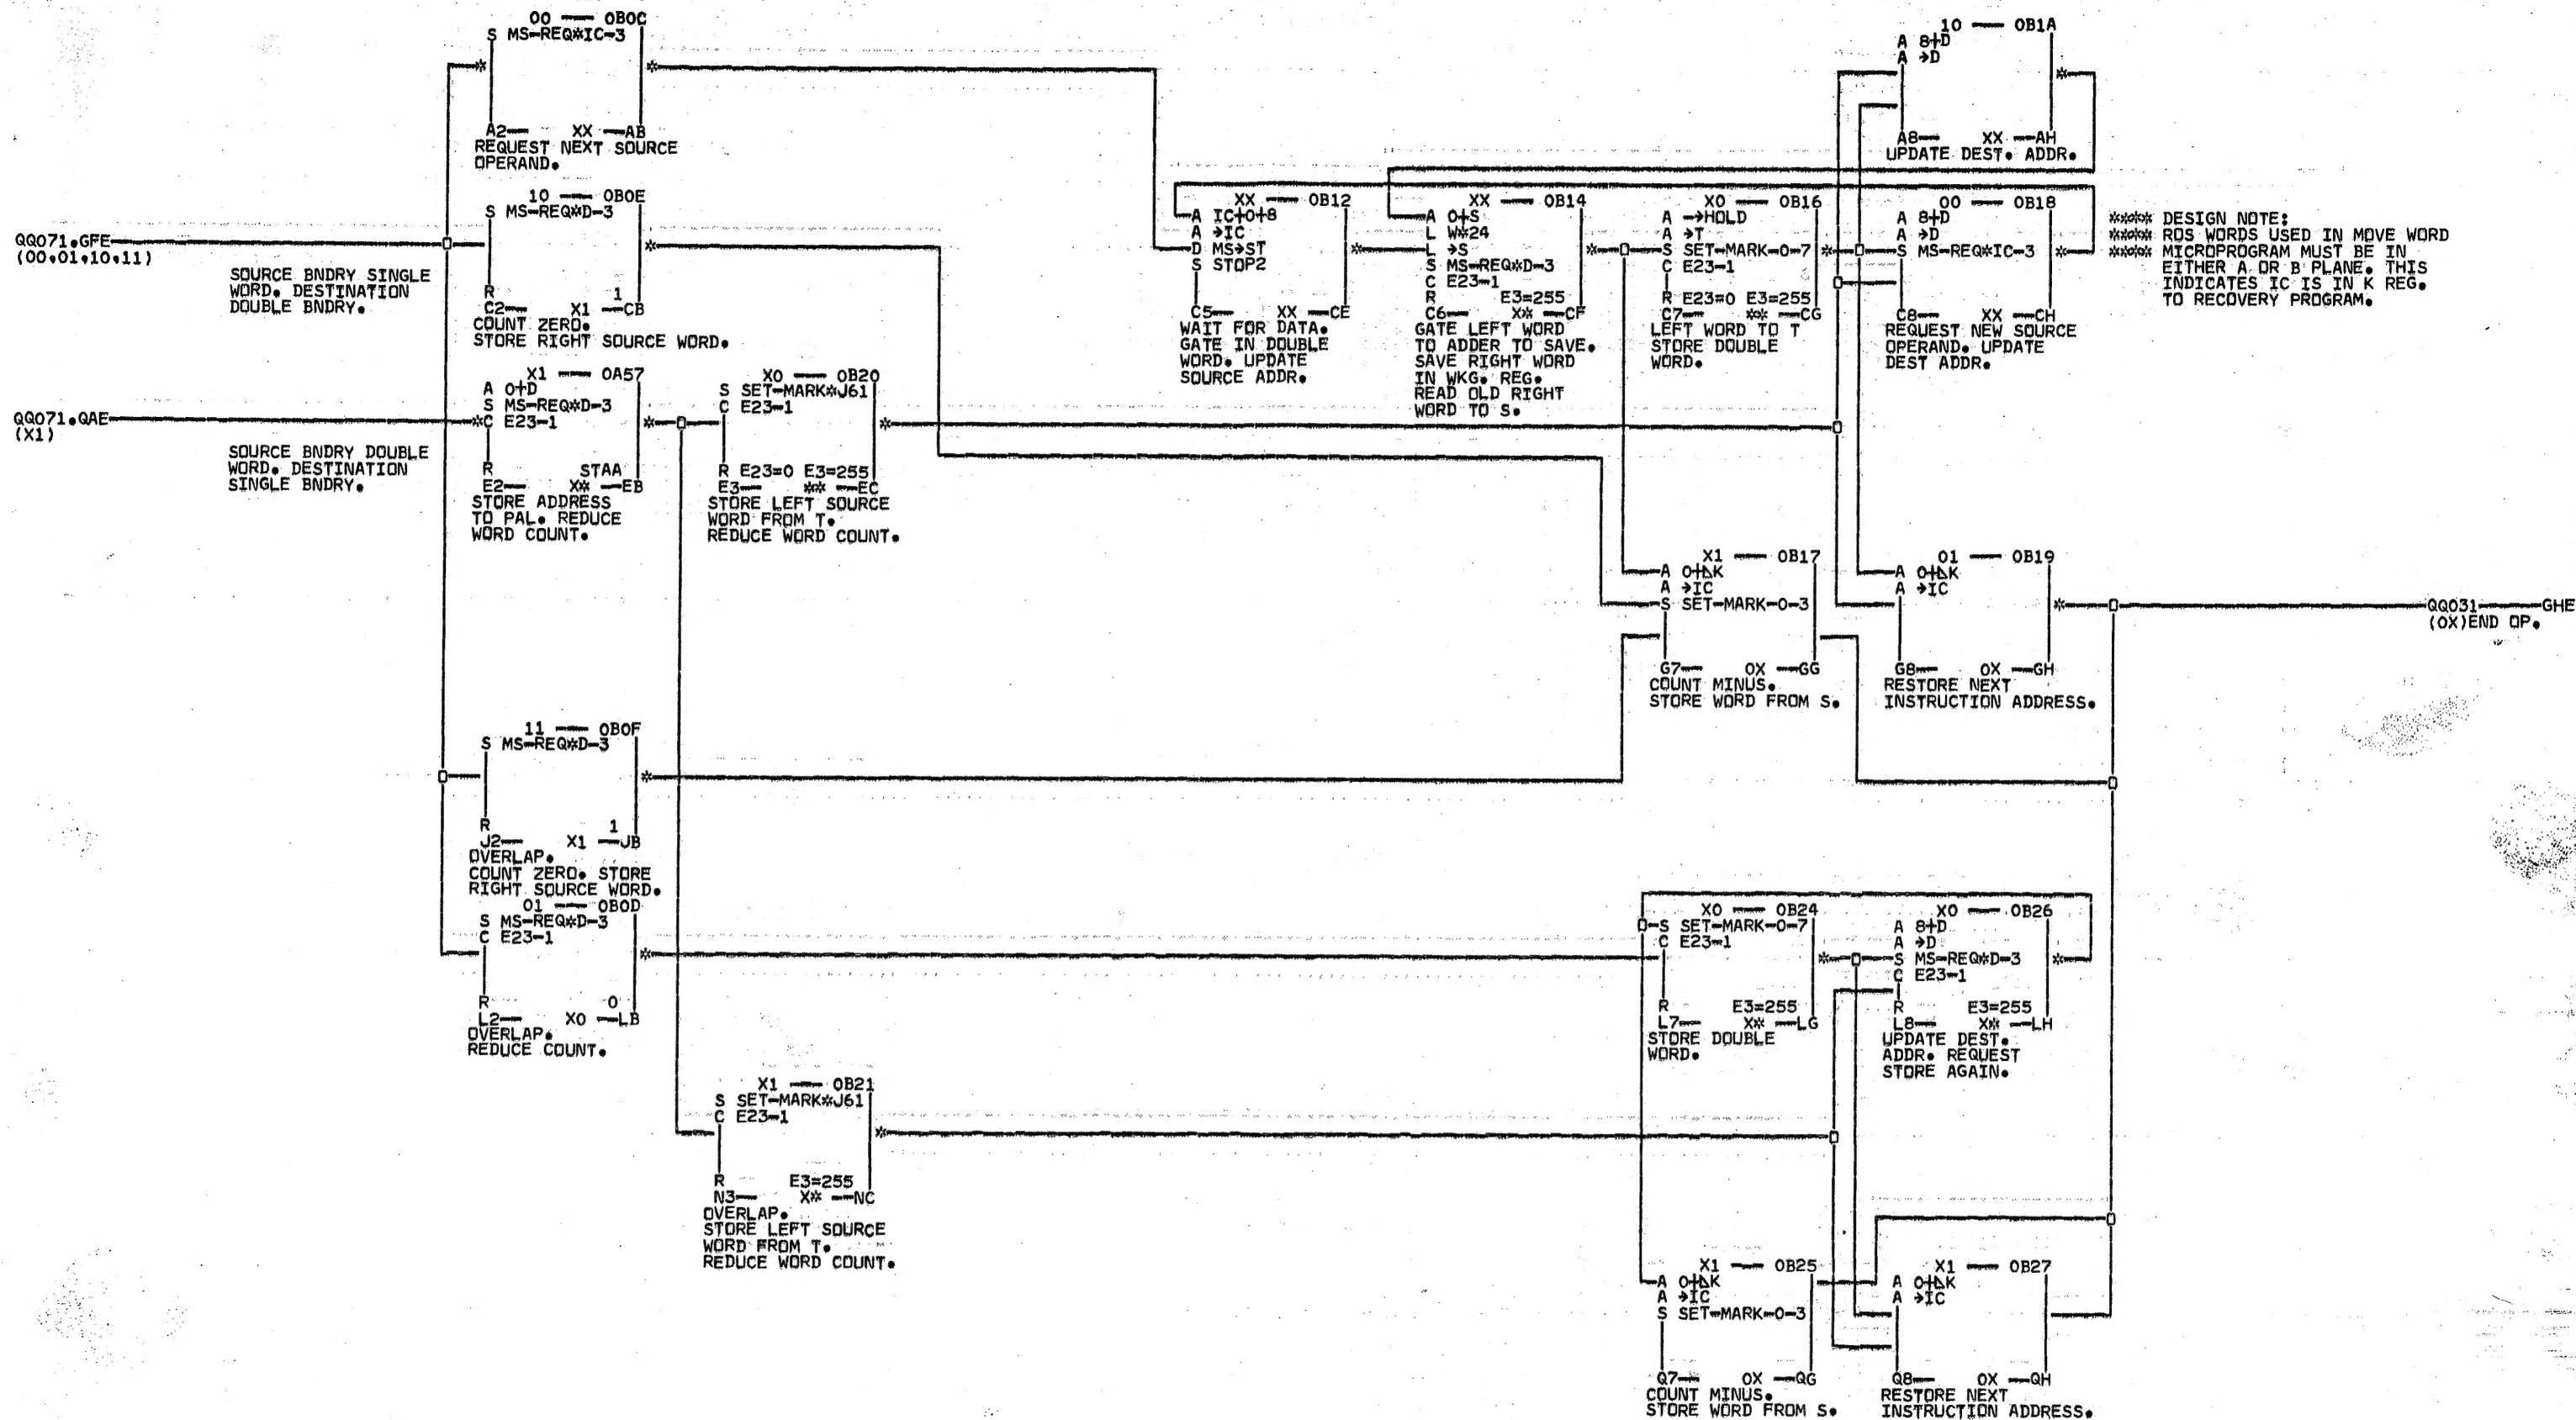 00 — 0B0C
S MS-REQ*IC-3
A2— XX —AB
REQUEST NEXT SOURCE
OPERAND.
10 — 0B0E
S MS-REQ*D-3
R 1
C2— X1 —CB
COUNT ZERO.
STORE RIGHT SOURCE WORD.
QQ071.GFE
(00,01,10,11)
SOURCE BNDRY SINGLE
WORD. DESTINATION
DOUBLE BNDRY.
X1 — 0A57
A 0+D
S MS-REQ*D-3
*C E23-1
R STAA
E2— X* —EB
STORE ADDRESS
TO PAL. REDUCE
WORD COUNT.
QQ071.QAE
(X1)
SOURCE BNDRY DOUBLE
WORD. DESTINATION
SINGLE BNDRY.
X0 — 0B20
S SET-MARK*J61
C E23-1
R E23=0 E3=255
E3— ** —EC
STORE LEFT SOURCE
WORD FROM T.
REDUCE WORD COUNT.
11 — 0B0F
S MS-REQ*D-3
R 1
J2— X1 —JB
OVERLAP.
COUNT ZERO. STORE
RIGHT SOURCE WORD.
01 — 0B0D
S MS-REQ*D-3
C E23-1
R 0
L2— X0 —LB
OVERLAP.
REDUCE COUNT.
X1 — 0B21
S SET-MARK*J61
C E23-1
R E3=255
N3— X* —NC
OVERLAP.
STORE LEFT SOURCE
WORD FROM T.
REDUCE WORD COUNT.
XX — 0B12
A IC+0+8
A →IC
D MS→ST
S STOP2
C5— XX —CE
WAIT FOR DATA.
GATE IN DOUBLE
WORD. UPDATE
SOURCE ADDR.
XX — 0B14
A 0+S
L W*24
L →S
S MS-REQ*D-3
C E23-1
R E3=255
C6— X* —CF
GATE LEFT WORD
TO ADDER TO SAVE.
SAVE RIGHT WORD
IN WKG. REG.
READ OLD RIGHT
WORD TO S.
X0 — 0B16
A →HOLD
A →T
S SET-MARK-0-7
C E23-1
R E23=0 E3=255
C7— ** —CG
LEFT WORD TO T
STORE DOUBLE
WORD.
10 — 0B1A
A 8+D
A →D
A8— XX —AH
UPDATE DEST. ADDR.
00 — 0B18
A 8+D
A →D
S MS-REQ*IC-3
C8— XX —CH
REQUEST NEW SOURCE
OPERAND. UPDATE
DEST ADDR.
**** DESIGN NOTE:
**** ROS WORDS USED IN MOVE WORD
**** MICROPROGRAM MUST BE IN
EITHER A OR B PLANE. THIS
INDICATES IC IS IN K REG.
TO RECOVERY PROGRAM.
X1 — 0B17
A 0+∆K
A →IC
S SET-MARK-0-3
G7— 0X —GG
COUNT MINUS.
STORE WORD FROM S.
01 — 0B19
A 0+∆K
A →IC
G8— 0X —GH
RESTORE NEXT
INSTRUCTION ADDRESS.
QQ031—GHE
(0X)END OP.
X0 — 0B24
S SET-MARK-0-7
C E23-1
R E3=255
L7— X* —LG
STORE DOUBLE
WORD.
X0 — 0B26
A 8+D
A →D
S MS-REQ*D-3
C E23-1
R E3=255
L8— X* —LH
UPDATE DEST.
ADDR. REQUEST
STORE AGAIN.
X1 — 0B25
A 0+∆K
A →IC
S SET-MARK-0-3
Q7— 0X —QG
COUNT MINUS.
STORE WORD FROM S.
X1 — 0B27
A 0+∆K
A →IC
Q8— 0X —QH
RESTORE NEXT
INSTRUCTION ADDRESS.